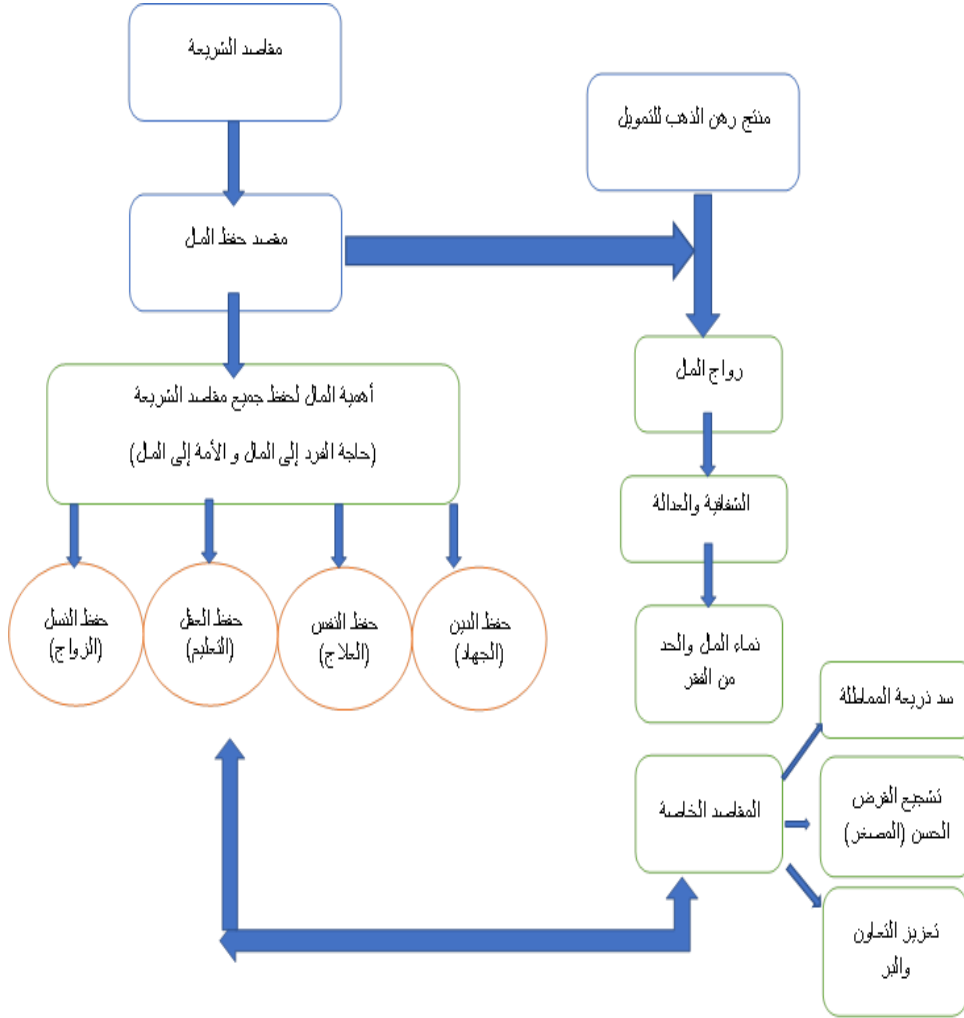 مقاصد الشريعة
منتج رهن الذهب للتمويل
مقصد حفظ المال
رواج المال
أهمية المال لحفظ جميع مقاصد الشريعة
(حاجة الفرد إلى المال و الأمة إلى المال)
الشفافية والعدالة
حفظ الدين
(الجهاد)
حفظ النفس
(العلاج)
حفظ العقل
(التعليم)
حفظ النسل
(الزواج)
نماء المال والحد
من الفقر
المقاصد الخاصة
سد ذريعة المماطلة
تشجيع القرض
الحسن (المصغر)
تعزيز التعاون
والبر